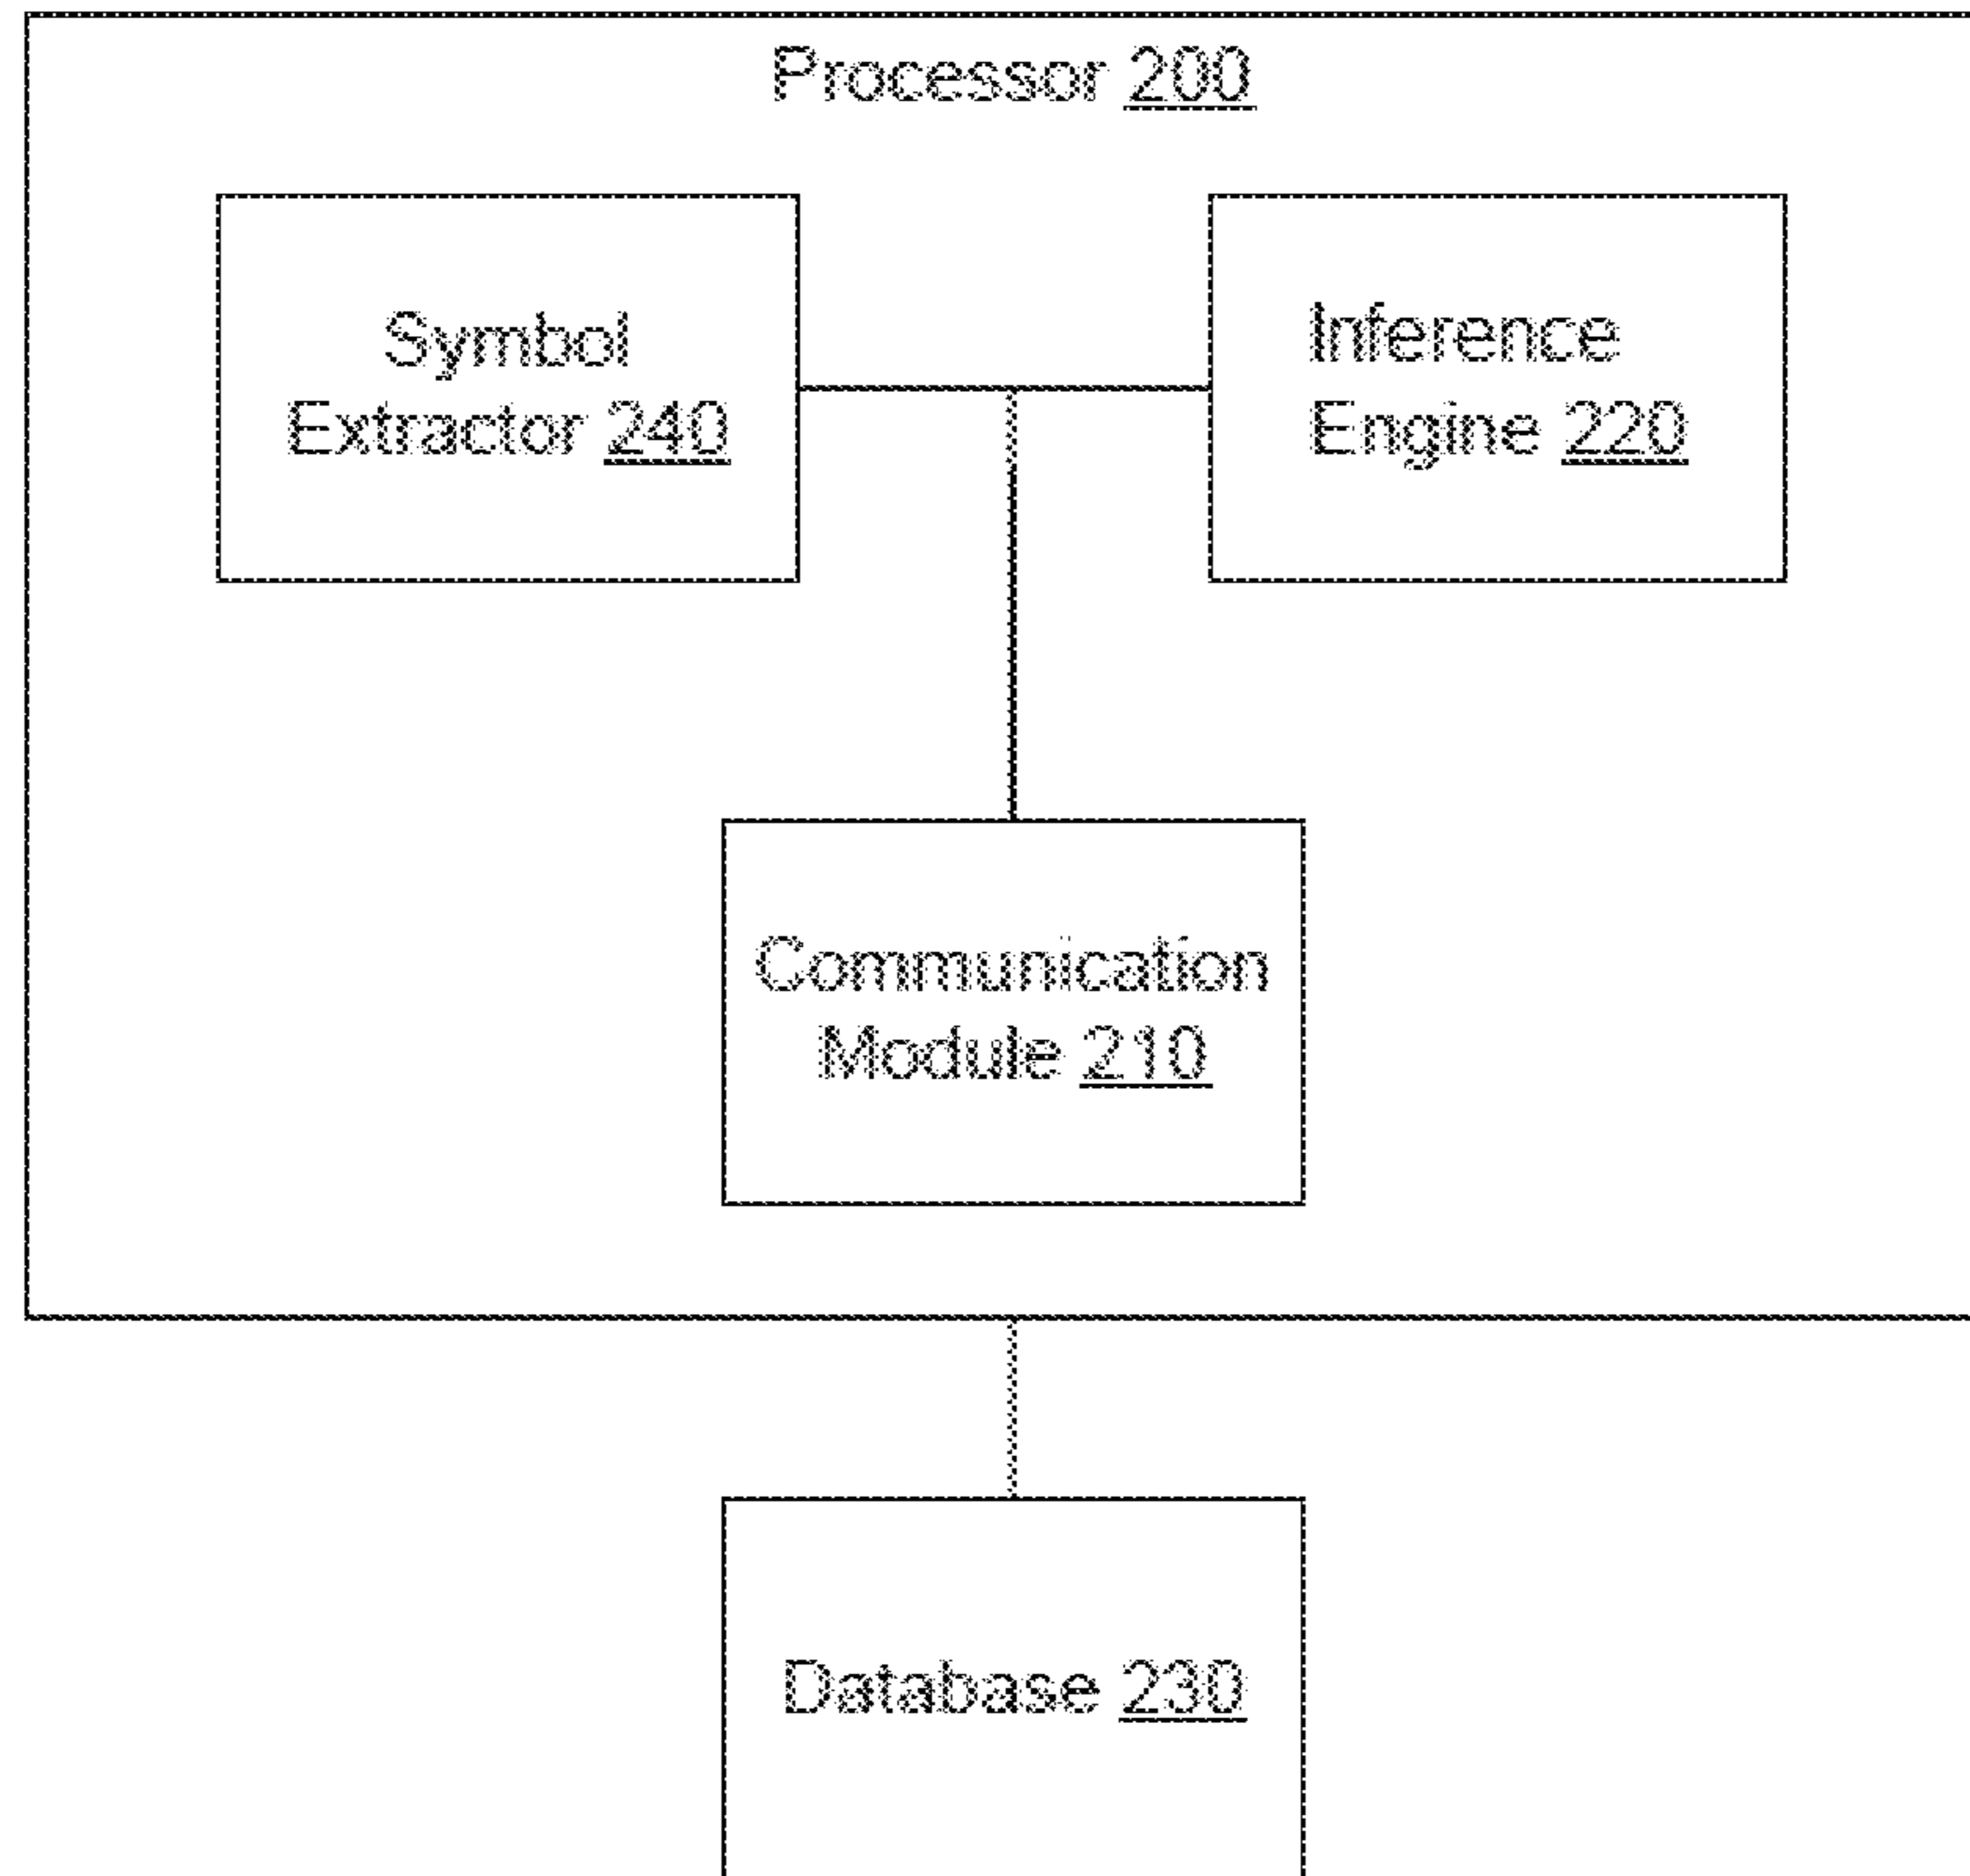 Processor 200
Symbol
Extractor 240
Inference
Engine 220
Communication
Module 210
Database 230